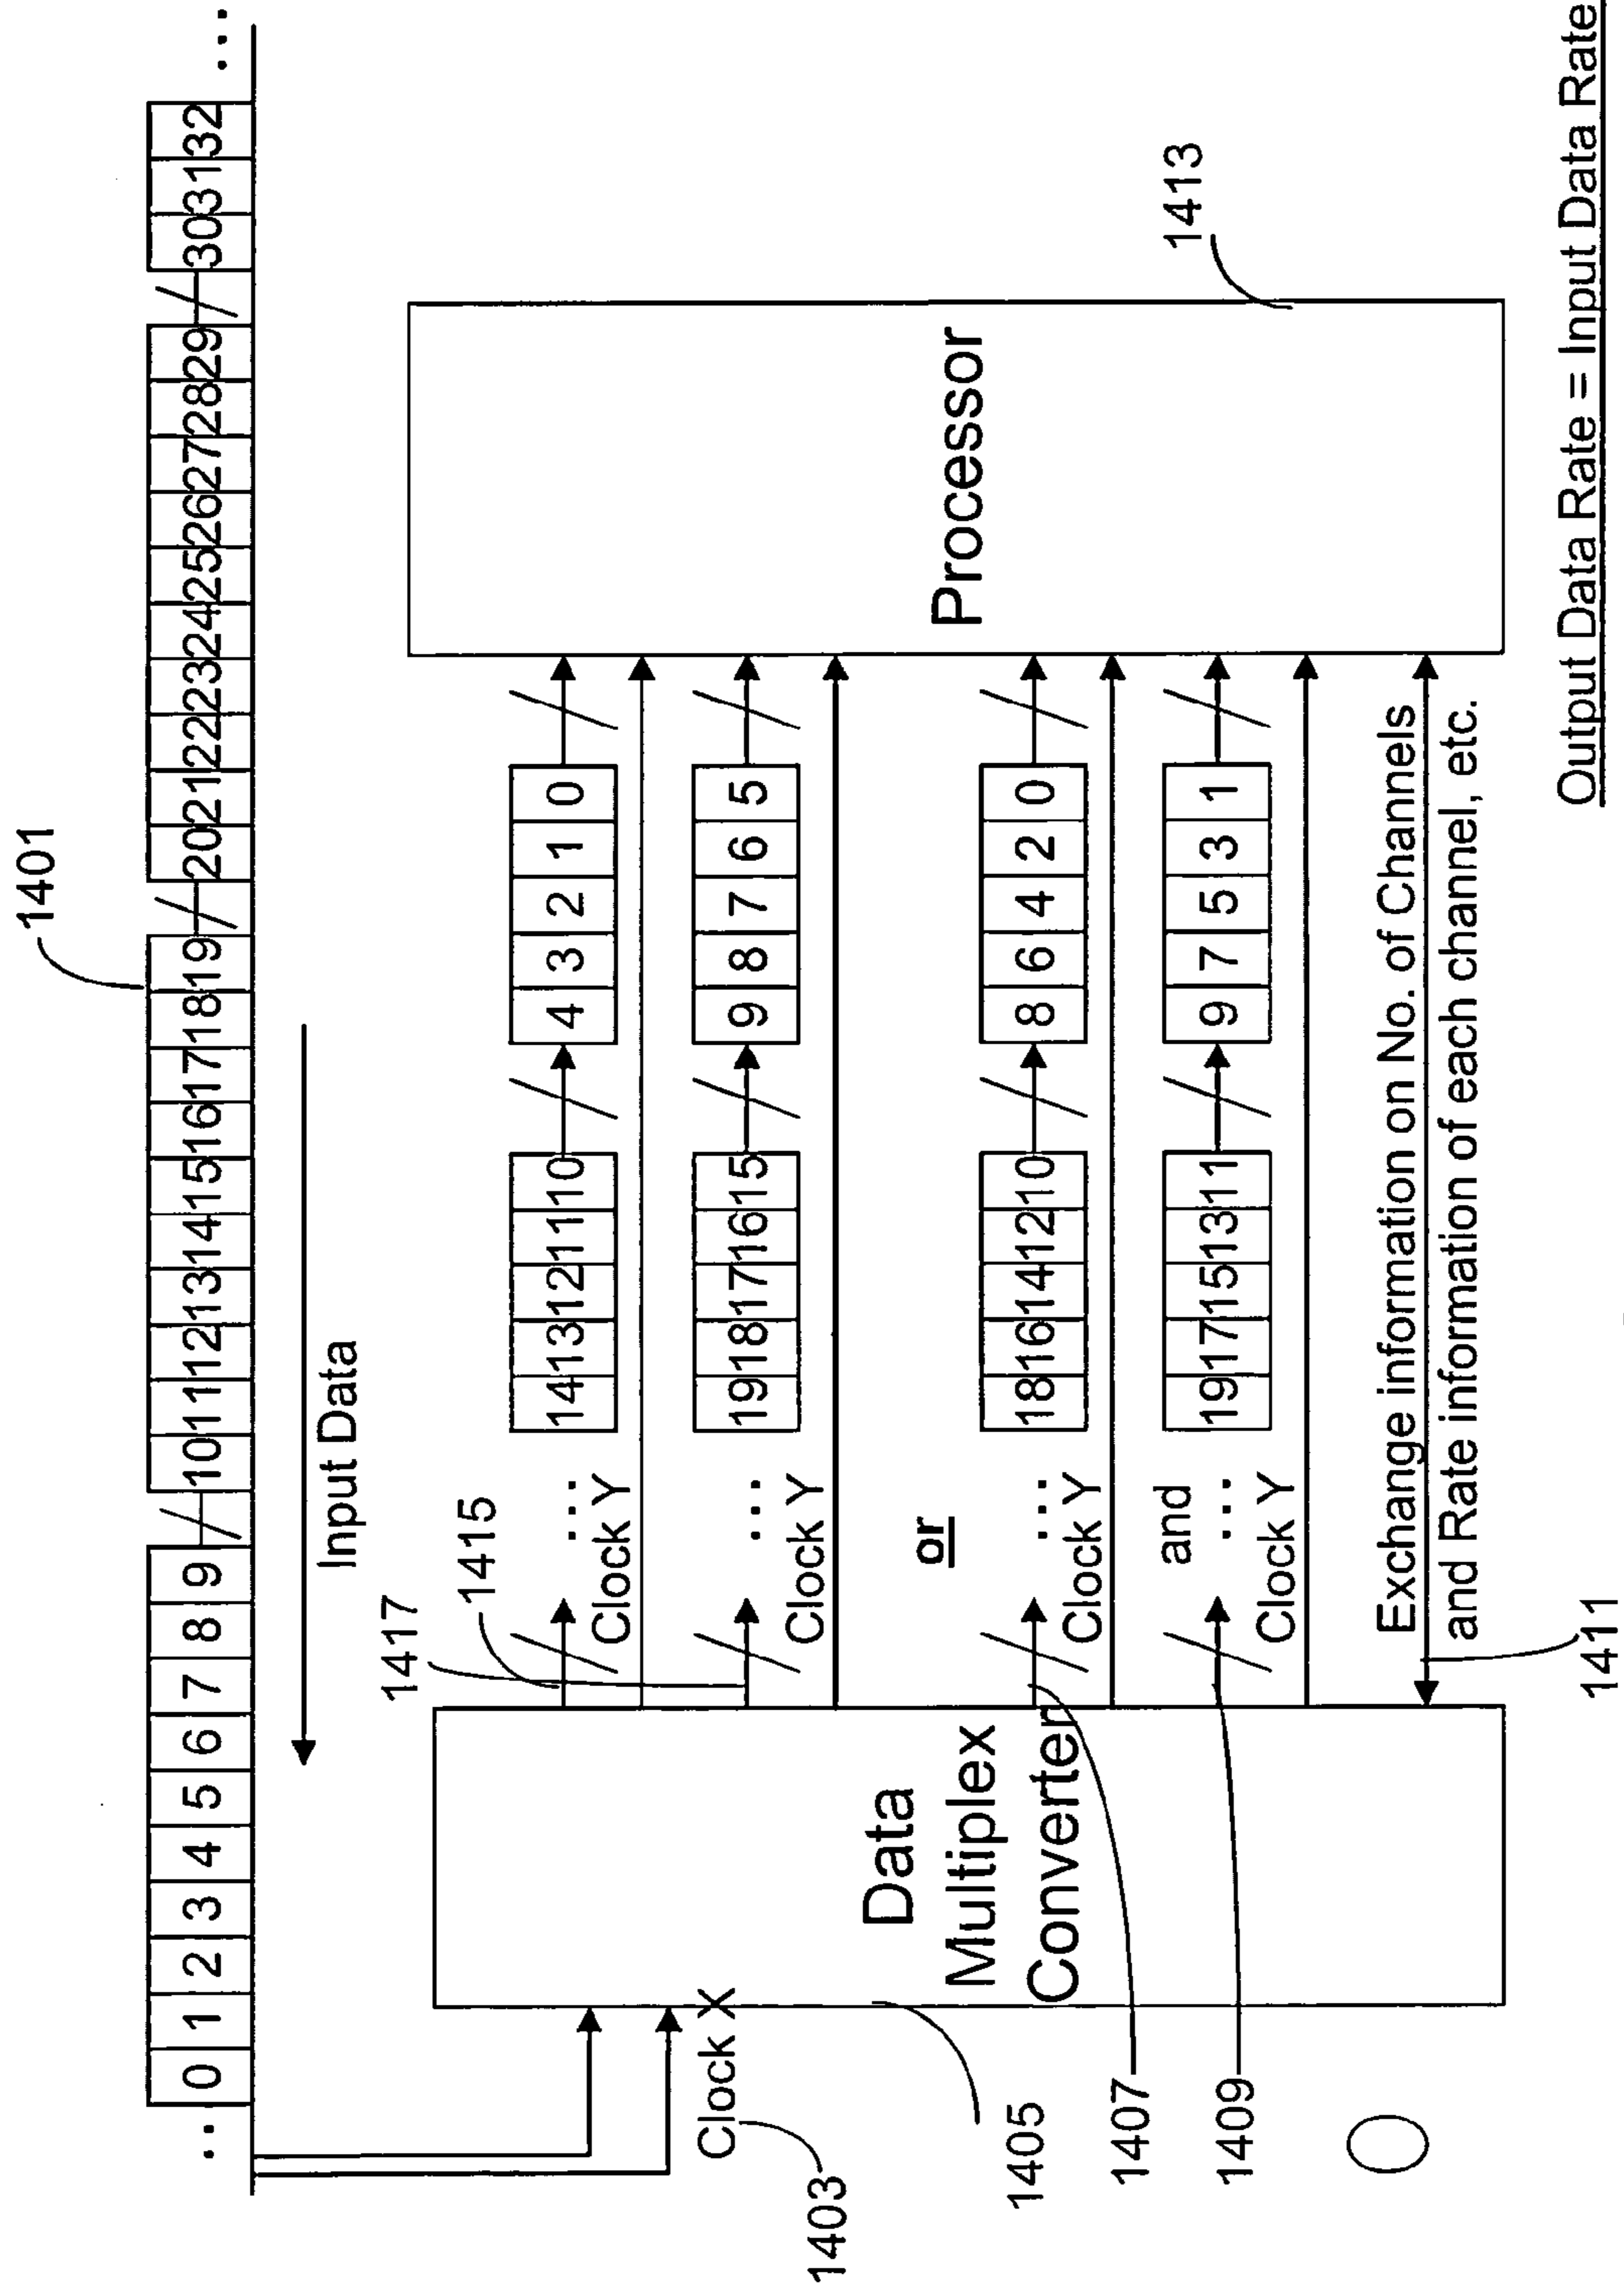 1401
.. 0 1 2 3 4 5 6 7 8 9 10 11 12 13 14 15 16 17 18 19 20 21 22 23 24 25 26 27 28 29 30 31 32 ...
Input Data
1417
1415
... 14 13 12 11 10 4 3 2 1 0
Clock Y
... 19 18 17 16 15 9 8 7 6 5
Clock Y
or
... 18 16 14 12 10 8 6 4 2 0
Clock Y
and
... 19 17 15 13 11 9 7 5 3 1
Clock Y
Exchange information on No. of Channels
and Rate information of each channel, etc.
1411
Clock X
1403
Data
Multiplex
Converter
1405
1407
1409
Processor
1413
Output Data Rate = Input Data Rate